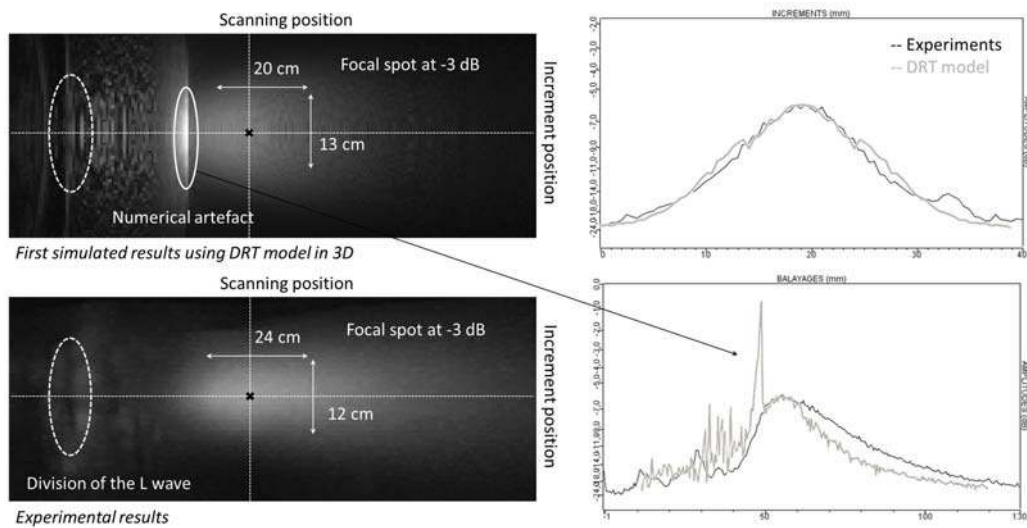 Scanning position
Focal spot at -3 dB
20 cm
13 cm
Increment position
Numerical artefact
First simulated results using DRT model in 3D
Scanning position
Focal spot at -3 dB
24 cm
12 cm
Increment position
Division of the L wave
Experimental results
INCREMENTS (mm)
Experiments
DRT model
0
10
20
30
40
BALAYAGES (mm)
-1
50
100
130